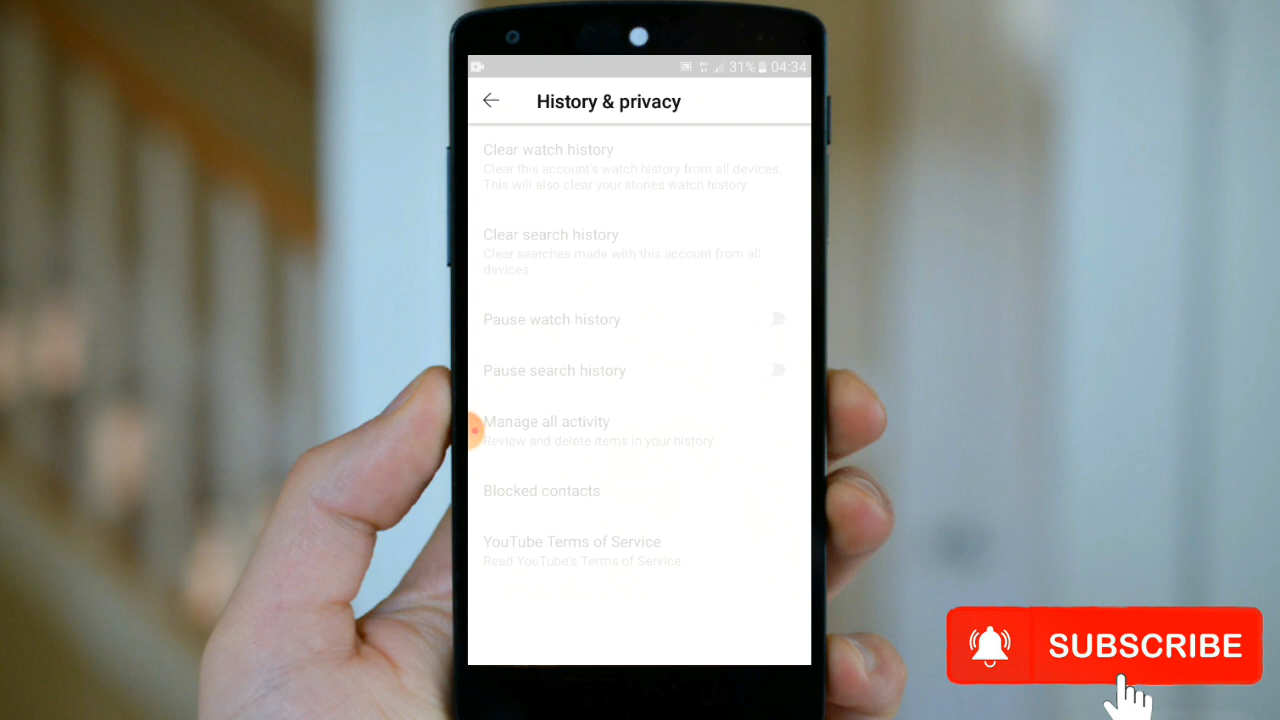 31% 04:34
History & privacy
Clear watch history
Clear this account's watch history from all devices.
This will also clear your stories watch history.
Clear search history
Clear searches made with this account from all
devices
Pause watch history
Pause search history
Manage all activity
Review and delete items in your history
Blocked contacts
YouTube Terms of Service
Read YouTube's Terms of Service
SUBSCRIBE